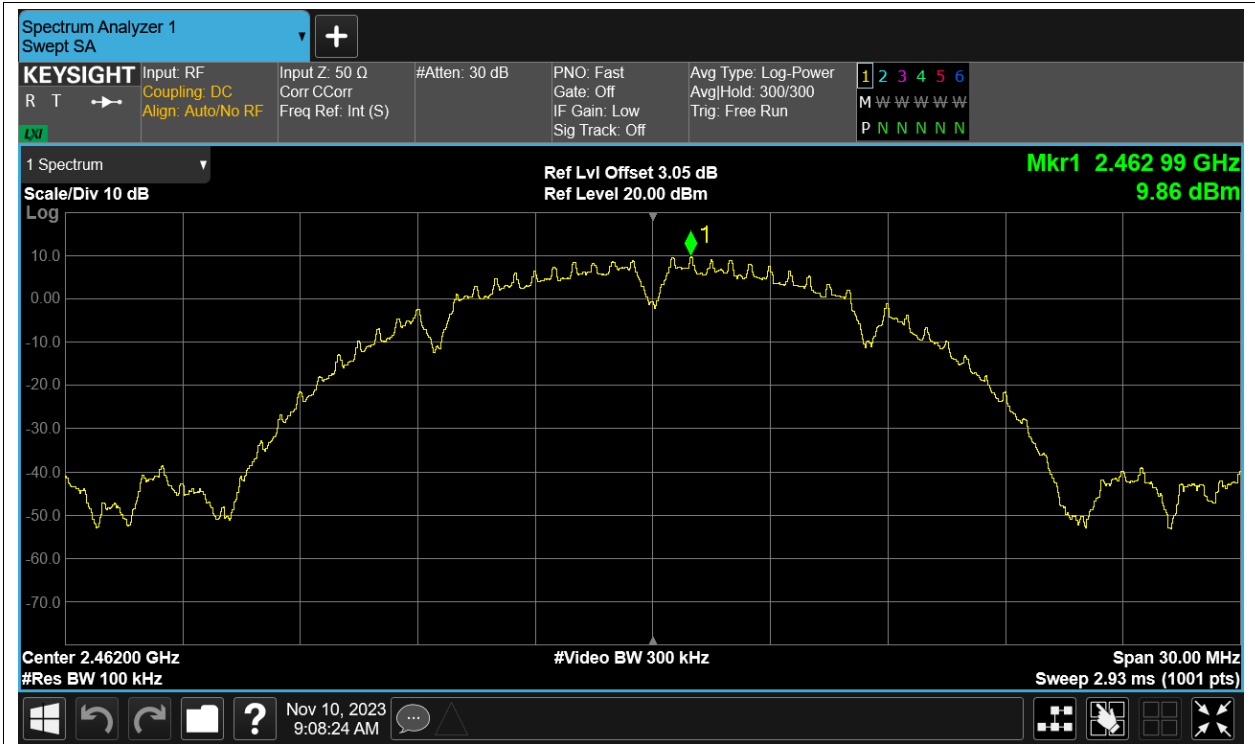 Spectrum Analyzer 1
Swept SA
KEYSIGHT
R T
LXI
Input: RF
Coupling: DC
Align: Auto/No RF
Input Z: 50 Ω
Corr CCorr
Freq Ref: Int (S)
#Atten: 30 dB
PNO: Fast
Gate: Off
IF Gain: Low
Sig Track: Off
Avg Type: Log-Power
Avg|Hold: 300/300
Trig: Free Run
1 2 3 4 5 6
M W W W W W
P N N N N N
1 Spectrum
Scale/Div 10 dB
Log
Ref Lvl Offset 3.05 dB
Ref Level 20.00 dBm
Mkr1 2.462 99 GHz
9.86 dBm
1
10.0
0.00
-10.0
-20.0
-30.0
-40.0
-50.0
-60.0
-70.0
Center 2.46200 GHz
#Res BW 100 kHz
#Video BW 300 kHz
Span 30.00 MHz
Sweep 2.93 ms (1001 pts)
?
Nov 10, 2023
9:08:24 AM